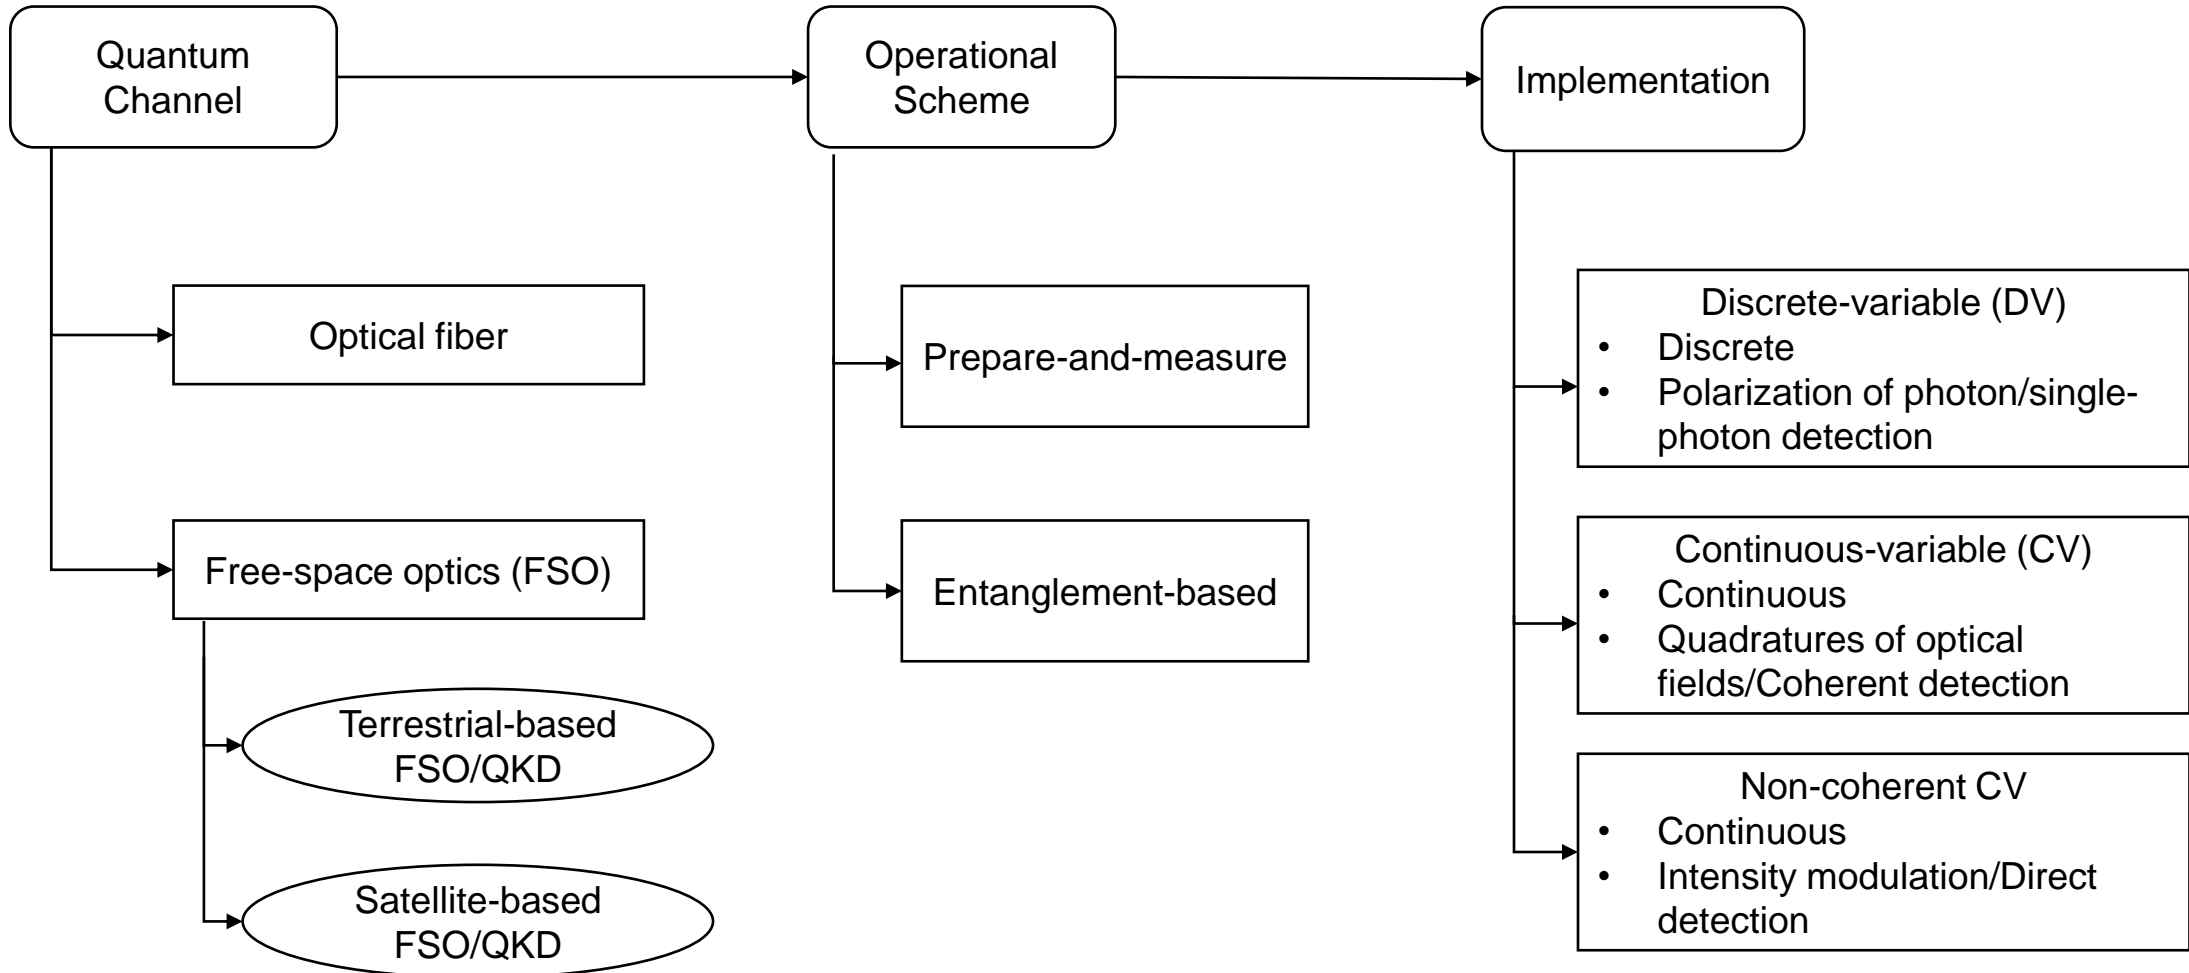 Quantum
Channel
Operational
Scheme
Implementation
Optical fiber
Free-space optics (FSO)
Terrestrial-based
FSO/QKD
Satellite-based
FSO/QKD
Prepare-and-measure
Entanglement-based
Discrete-variable (DV)
• Discrete
• Polarization of photon/single-
photon detection
Continuous-variable (CV)
• Continuous
• Quadratures of optical
fields/Coherent detection
Non-coherent CV
• Continuous
• Intensity modulation/Direct
detection